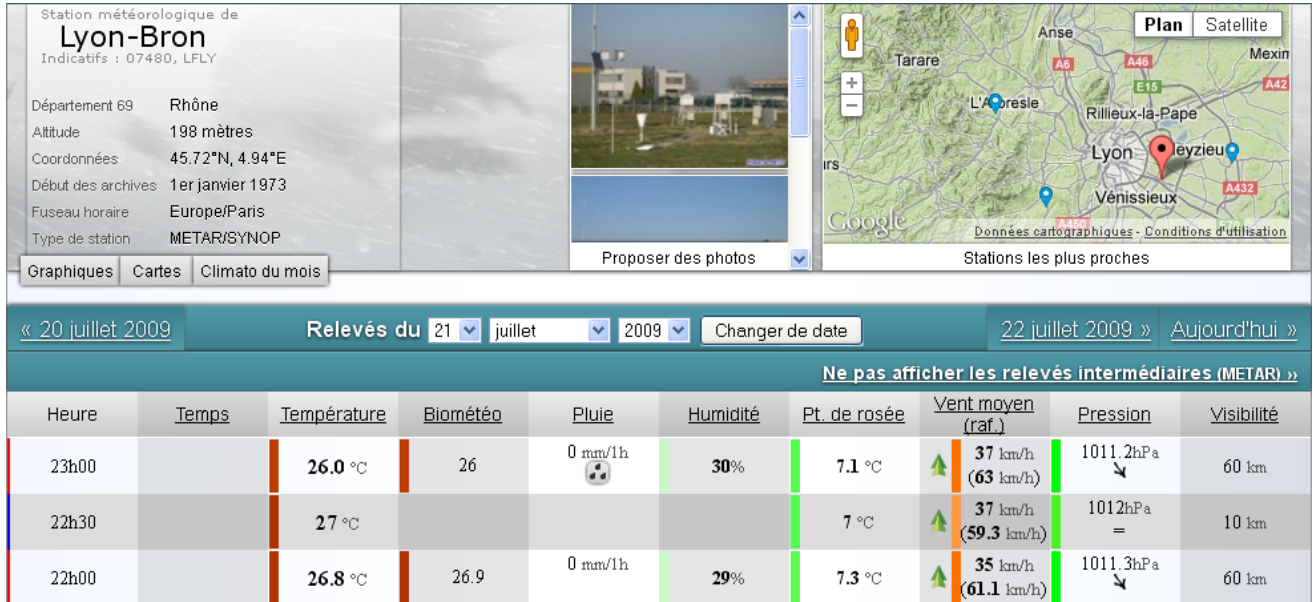 Station météorologique de
Lyon-Bron
Indicatifs : 07480, LFLY
Département 69 Rhône
Altitude 198 mètres
Coordonnées 45.72°N, 4.94°E
Début des archives 1er janvier 1973
Fuseau horaire Europe/Paris
Type de station METAR/SYNOP
Graphiques Cartes Climato du mois
Proposer des photos
Plan Satellite
Anse
Tarare
A6 A46
E15
A42
L'Arbresle
Rillieux-la-Pape
Lyon
Vénissieux
A432
A450
Google
Données cartographiques - Conditions d'utilisation
Stations les plus proches
« 20 juillet 2009 Relevés du 21 juillet 2009 Changer de date 22 juillet 2009 » Aujourd'hui »
Ne pas afficher les relevés intermédiaires (METAR) »
Heure Temps Température Biométéo Pluie Humidité Pt. de rosée Vent moyen (raf.) Pression Visibilité
23h00 26.0 °C 26 0 mm/1h 30% 7.1 °C 37 km/h (63 km/h) 1011.2hPa 60 km
22h30 27 °C 7 °C 37 km/h (59.3 km/h) 1012hPa = 10 km
22h00 26.8 °C 26.9 0 mm/1h 29% 7.3 °C 35 km/h (61.1 km/h) 1011.3hPa 60 km